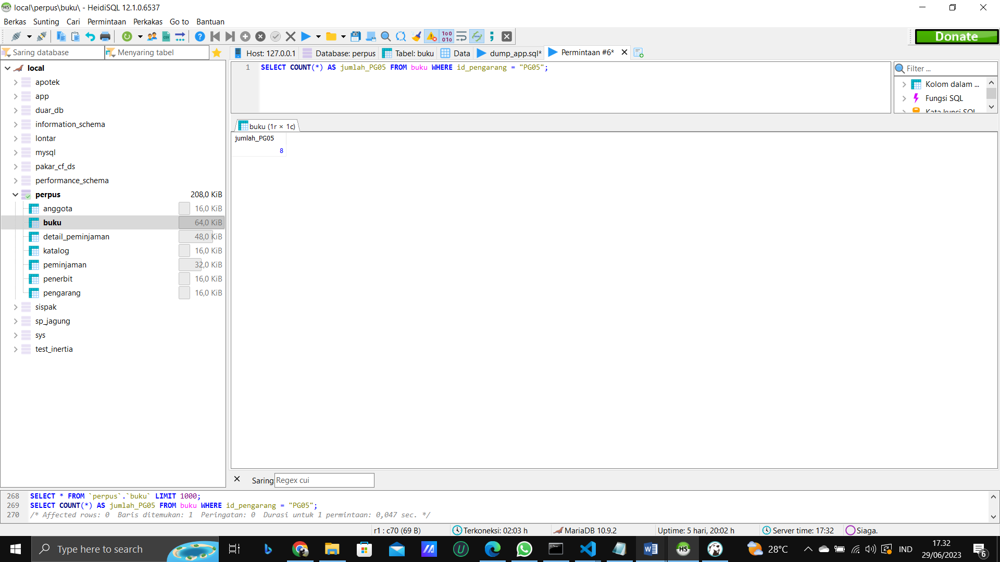 local\perpus\buku\ - HeidiSQL 12.1.0.6537
Berkas Sunting Cari Permintaan Perkakas Go to Bantuan
Donate
Saring database Menyaring tabel
Host: 127.0.0.1 Database: perpus Tabel: buku Data dump_app.sql* Permintaan #6*
1 SELECT COUNT(*) AS jumlah_PG05 FROM buku WHERE id_pengarang = "PG05";
Filter ...
Kolom dalam ...
Fungsi SQL
Kata kunci SQL
local
apotek
app
duar_db
information_schema
lontar
mysql
pakar_cf_ds
performance_schema
perpus 208,0 KiB
anggota 16,0 KiB
buku 64,0 KiB
detail_peminjaman 48,0 KiB
katalog 16,0 KiB
peminjaman 32,0 KiB
penerbit 16,0 KiB
pengarang 16,0 KiB
sispak
sp_jagung
sys
test_inertia
buku (1r × 1c)
jumlah_PG05
8
Saring Regex cui
268 SELECT * FROM `perpus`.`buku` LIMIT 1000;
269 SELECT COUNT(*) AS jumlah_PG05 FROM buku WHERE id_pengarang = "PG05";
270 /* Affected rows: 0 Baris ditemukan: 1 Peringatan: 0 Durasi untuk 1 permintaan: 0,047 sec. */
r1 : c70 (69 B) Terkoneksi: 02:03 h MariaDB 10.9.2 Uptime: 5 hari, 20:02 h Server time: 17:32 Siaga.
Type here to search
28°C
IND
17.32
29/06/2023
6